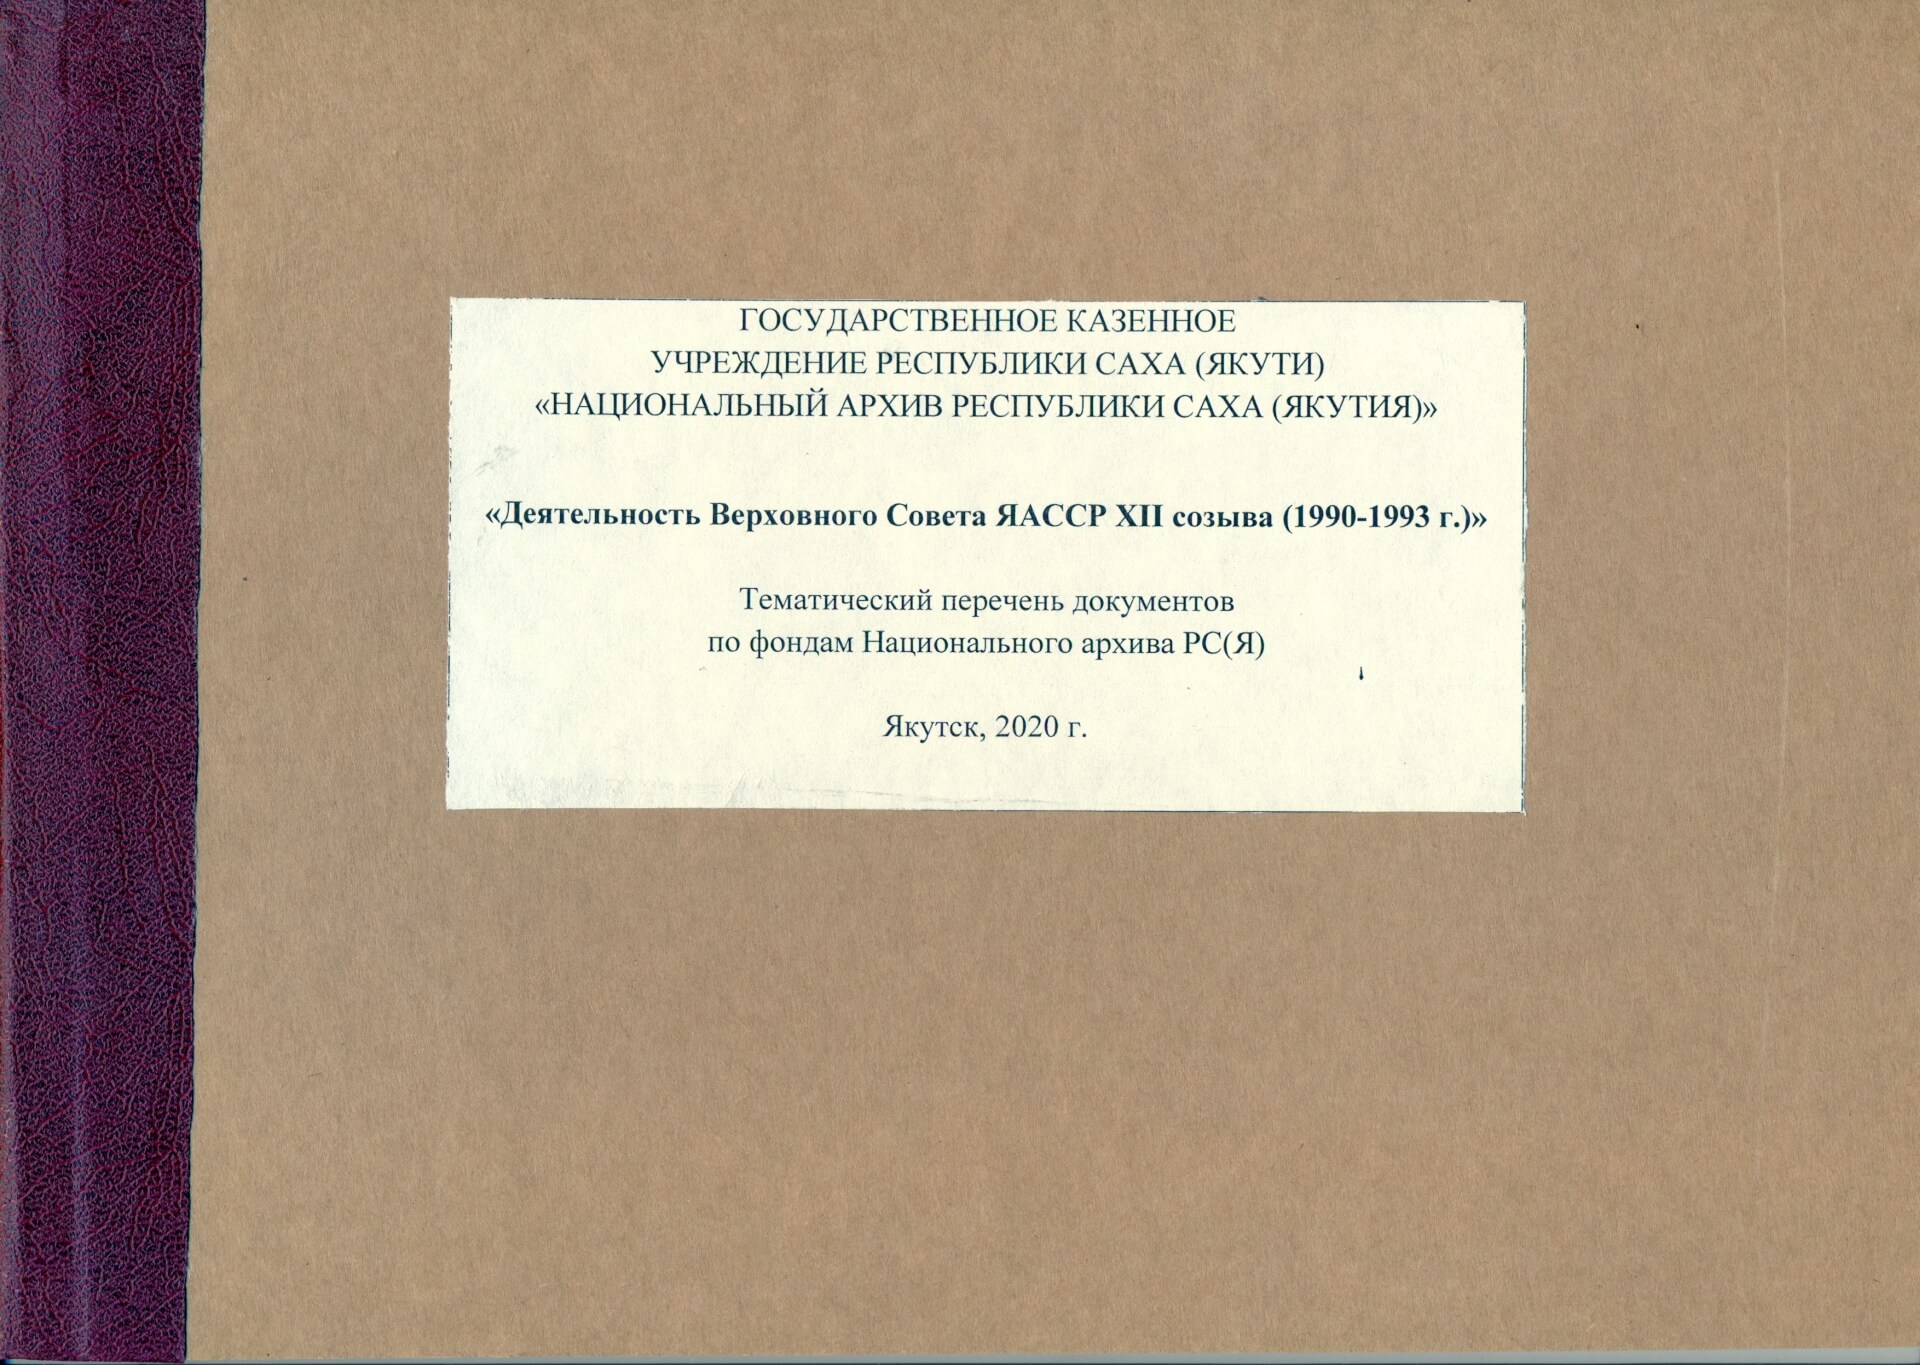 ГОСУДАРСТВЕННОЕ КАЗЕННОЕ
УЧРЕЖДЕНИЕ РЕСПУБЛИКИ САХА (ЯКУТИ)
«НАЦИОНАЛЬНЫЙ АРХИВ РЕСПУБЛИКИ САХА (ЯКУТИЯ)»
«Деятельность Верховного Совета ЯАССР XII созыва (1990-1993 г.)»
Тематический перечень документов
по фондам Национального архива РС(Я)
Якутск, 2020 г.